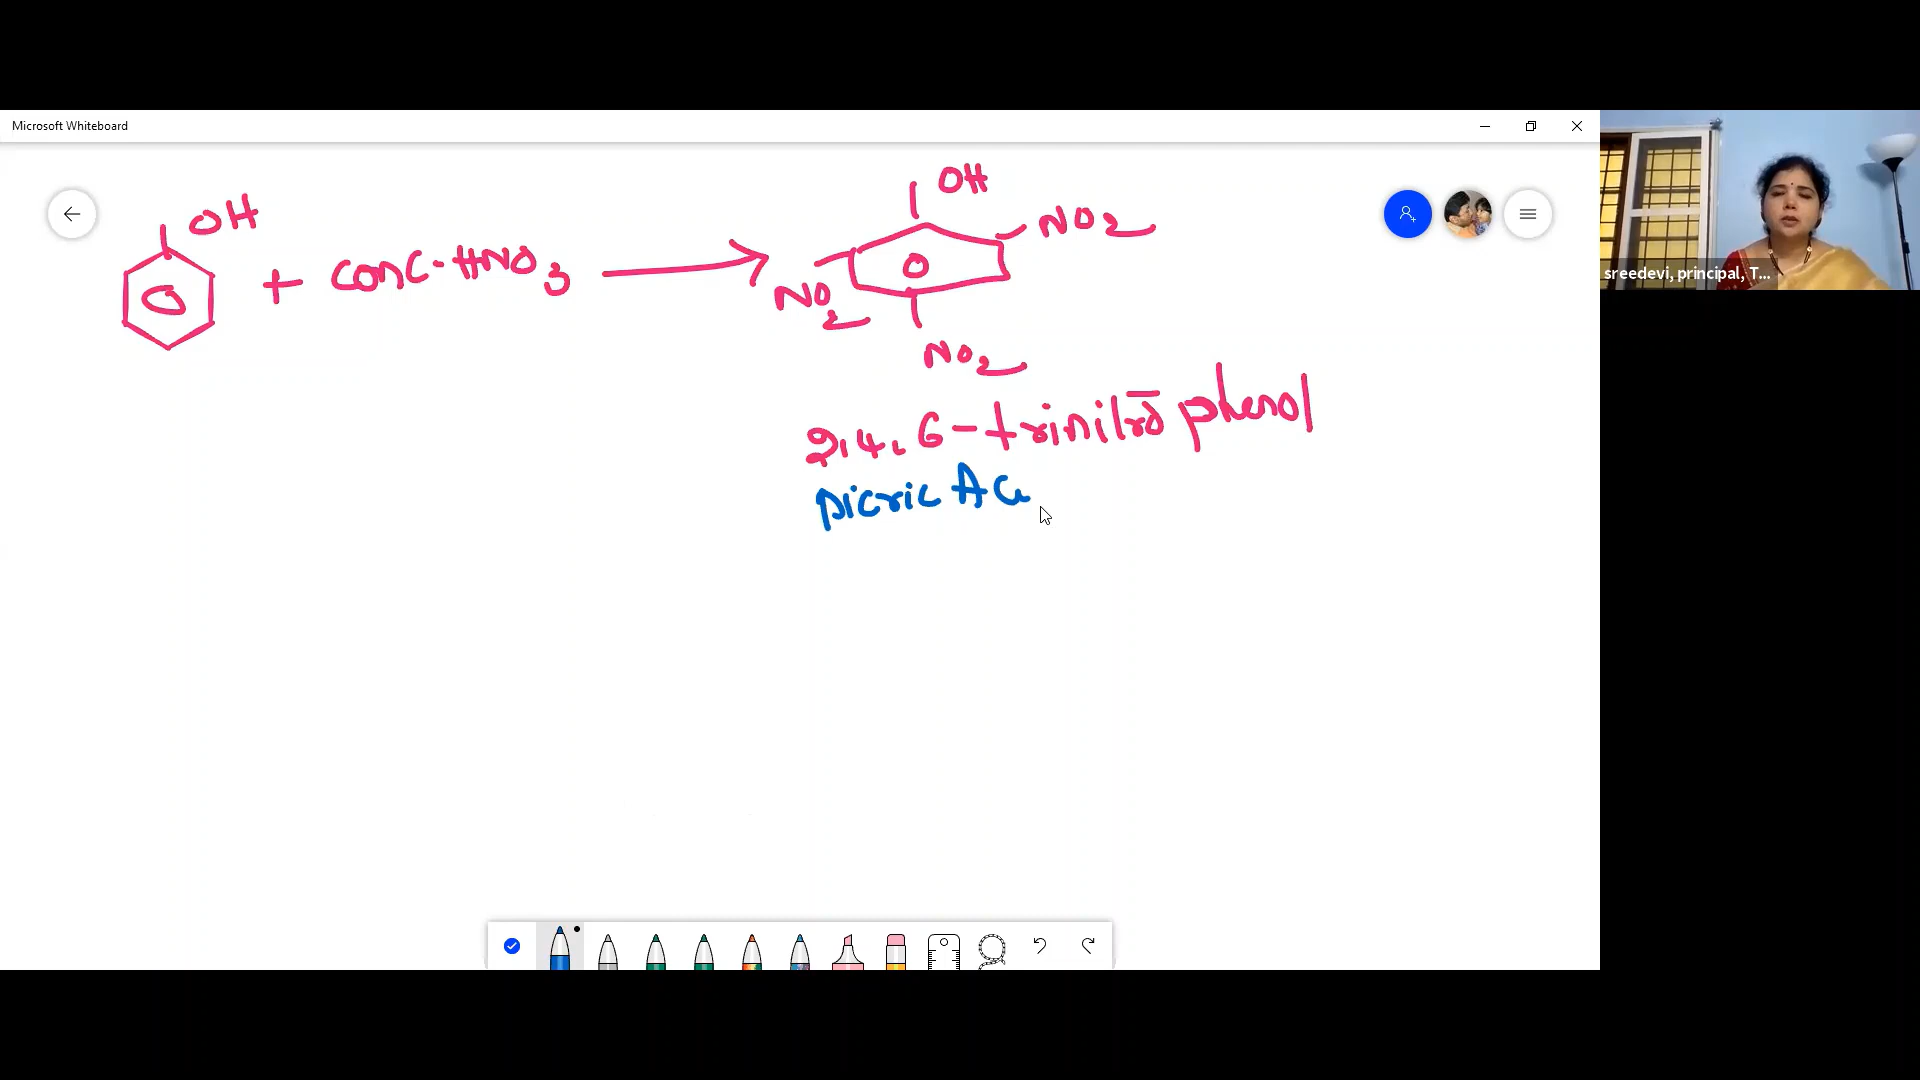 Microsoft Whiteboard
OH
+ conc. HNO3
OH
NO2
NO2
NO2
2,4,6-trinitro phenol
picric Ac
sreedevi, principal, T...